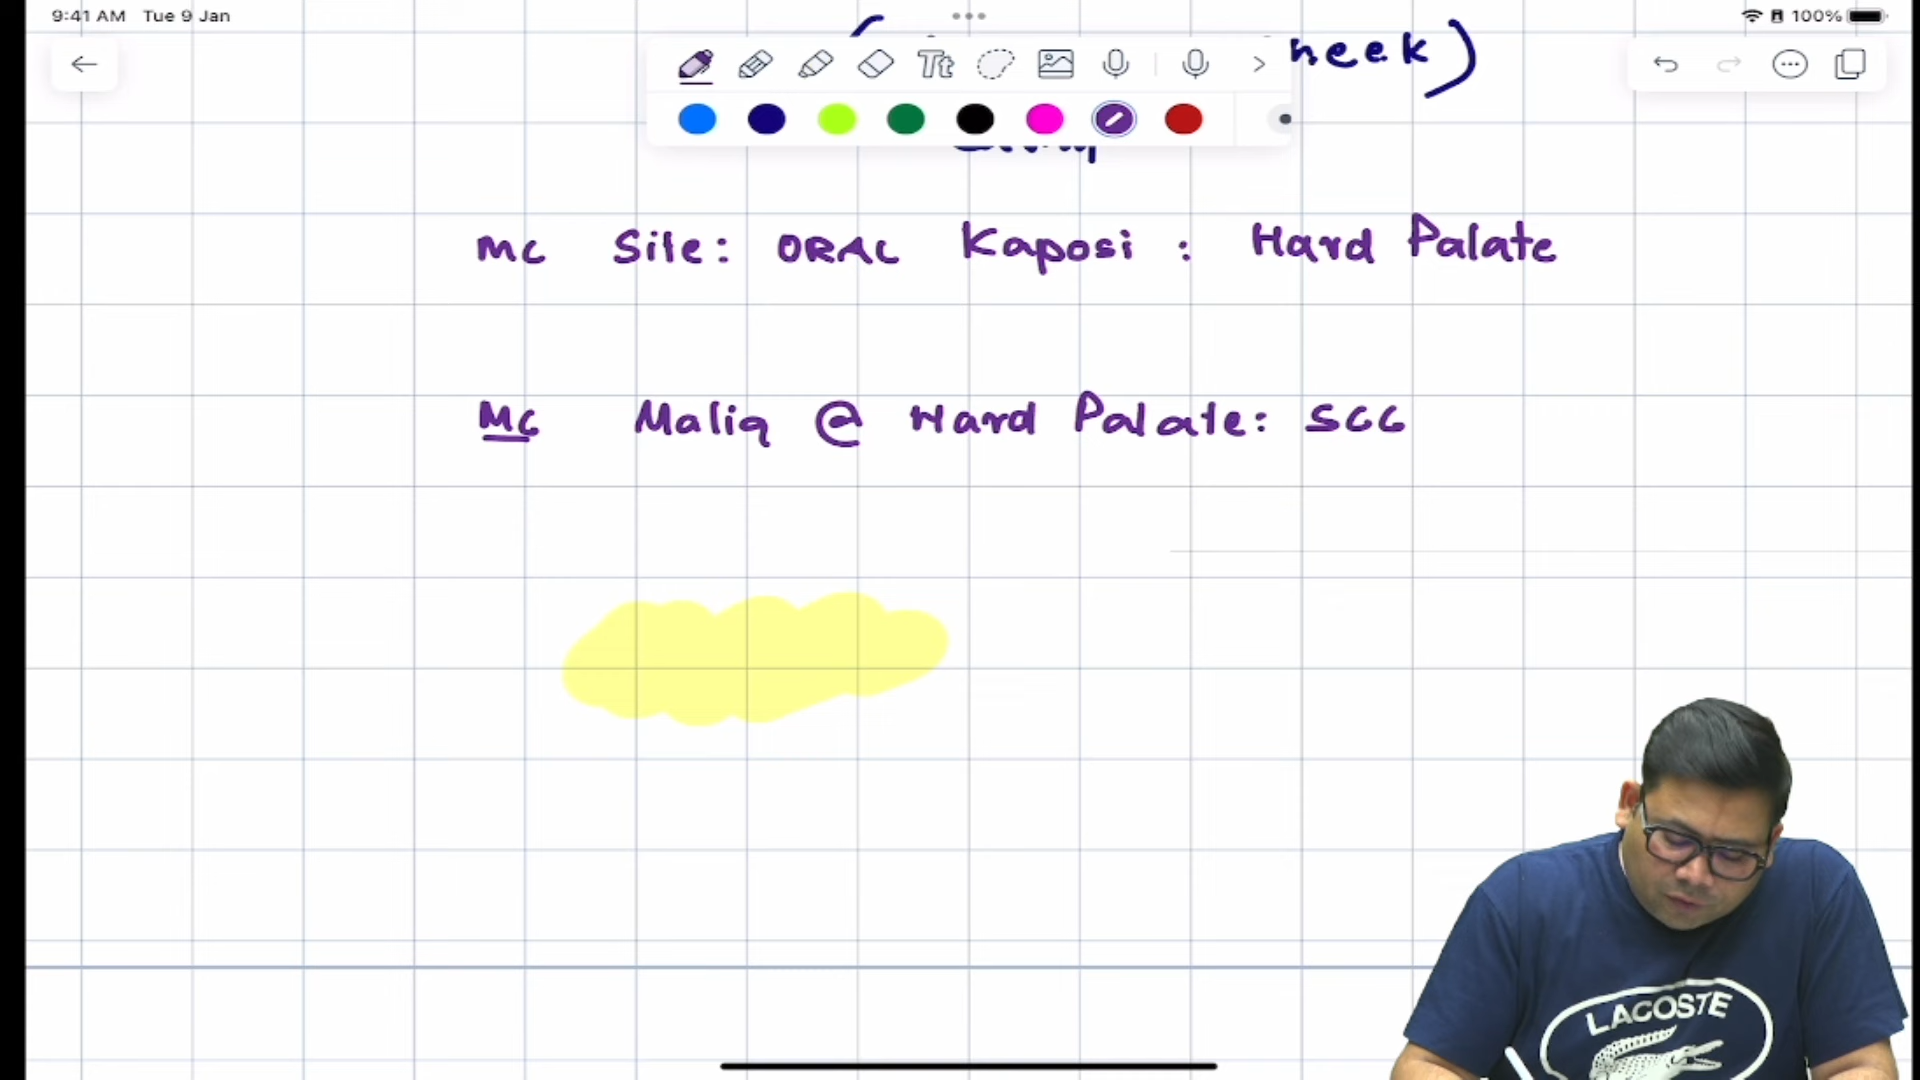 9:41 AM Tue 9 Jan
100%
heek)
Tt
MC Site: ORAL Kaposi : Hard Palate
MC Malig @ Hard Palate: SCC
LACOSTE